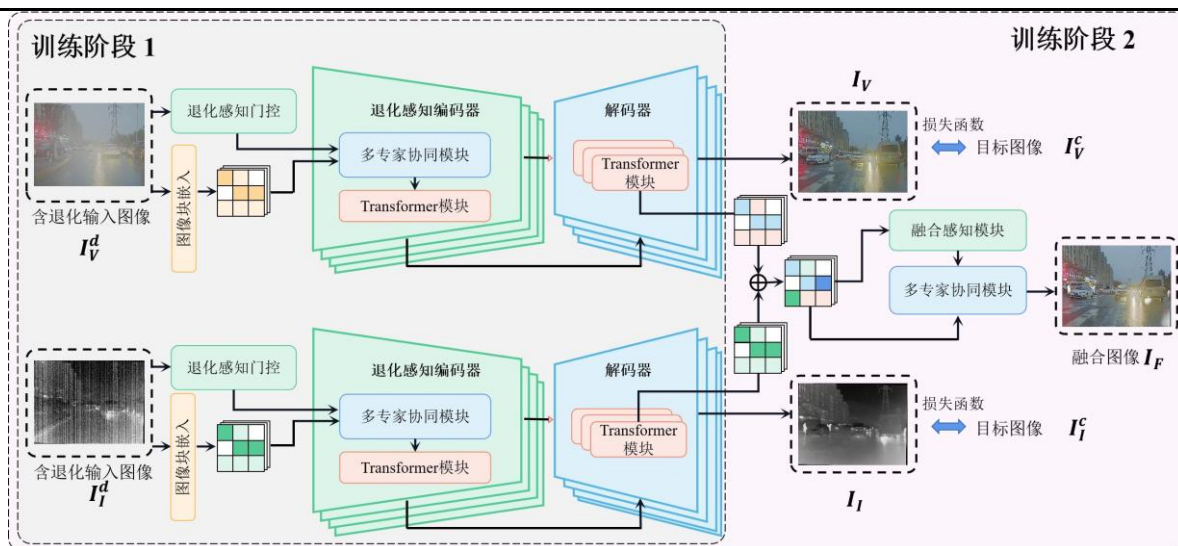 训练阶段 1
训练阶段 2
退化感知门控
图像块嵌入
含退化输入图像
I_V^d
退化感知编码器
多专家协同模块
Transformer模块
解码器
Transformer
模块
I_V
损失函数
目标图像 I_V^c
融合感知模块
多专家协同模块
融合图像 I_F
退化感知门控
图像块嵌入
含退化输入图像
I_I^d
退化感知编码器
多专家协同模块
Transformer模块
解码器
Transformer
模块
损失函数
目标图像 I_I^c
I_I